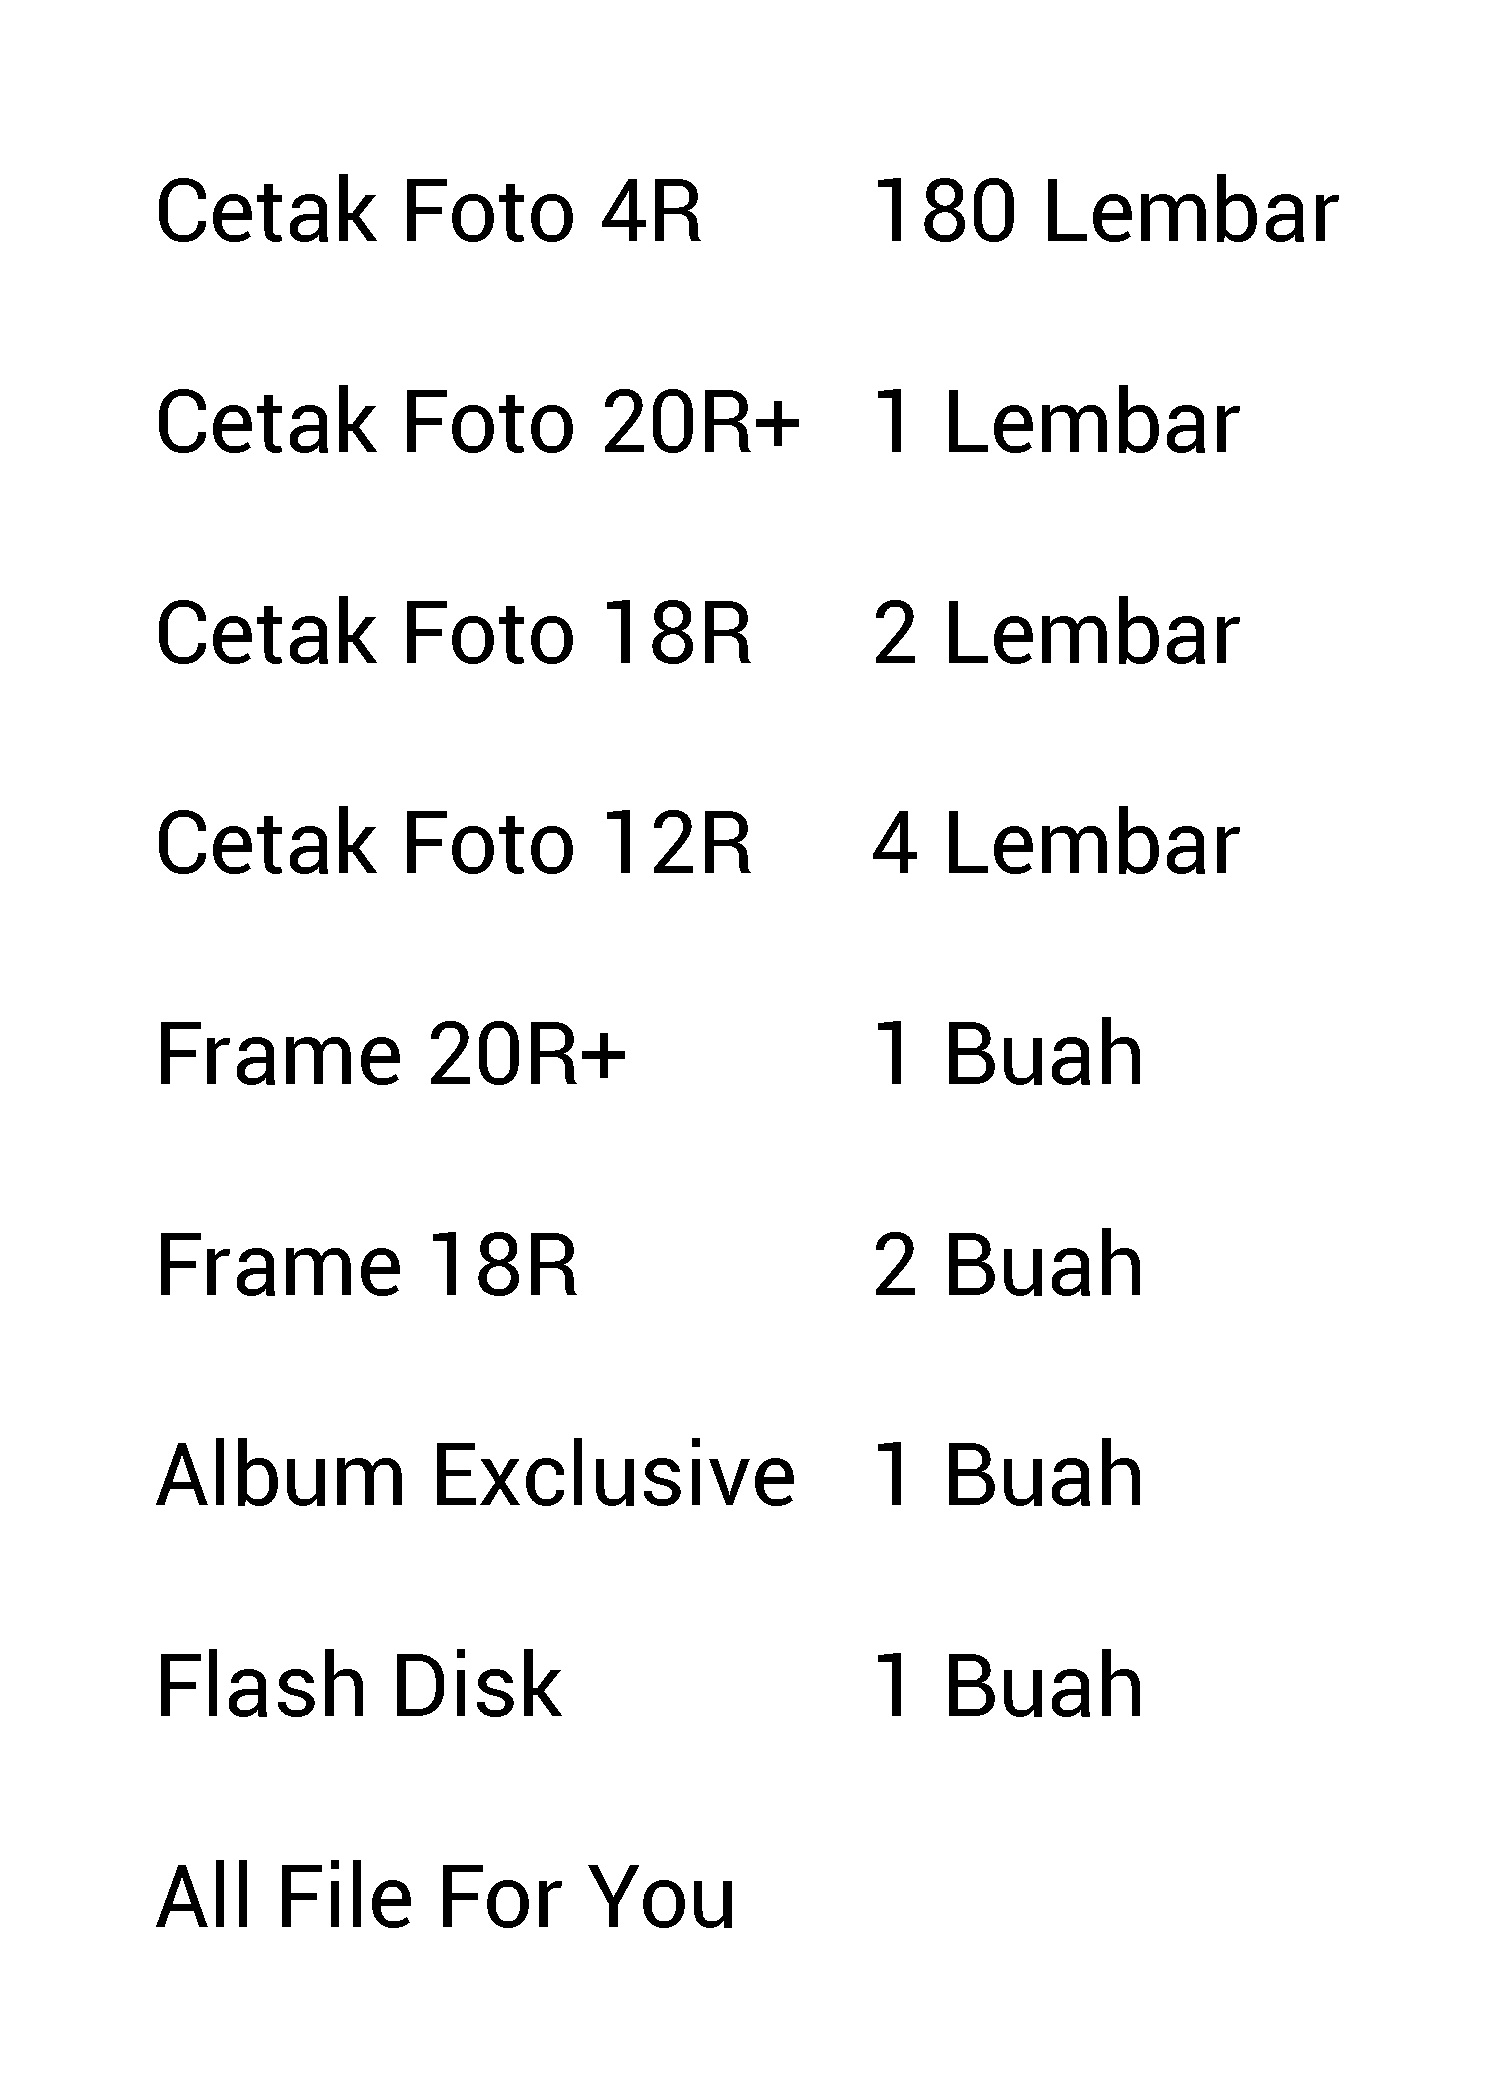 Cetak Foto 4R 180 Lembar
Cetak Foto 20R+ 1 Lembar
Cetak Foto 18R 2 Lembar
Cetak Foto 12R 4 Lembar
Frame 20R+ 1 Buah
Frame 18R 2 Buah
Album Exclusive 1 Buah
Flash Disk 1 Buah
All File For You